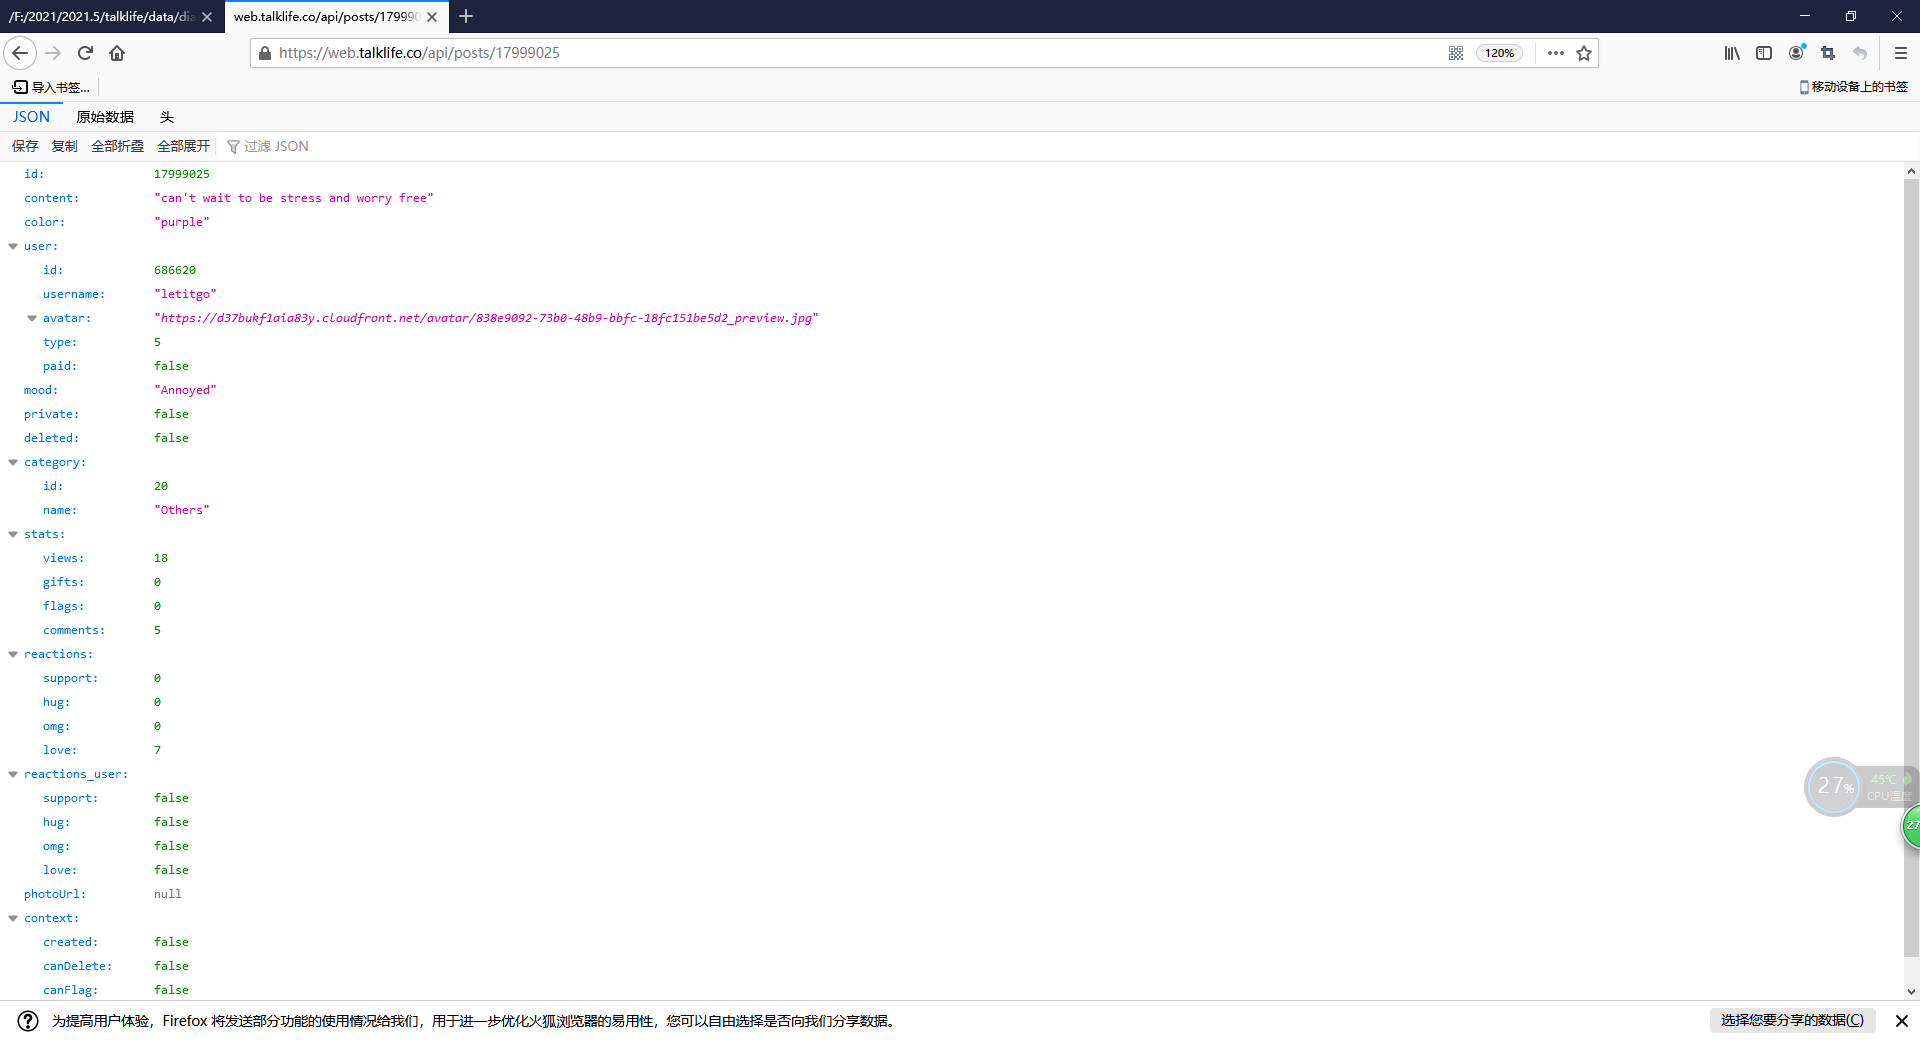 /F:/2021/2021.5/talklife/data/dia
web.talklife.co/api/posts/179990
https://web.talklife.co/api/posts/17999025
120%
导入书签...
移动设备上的书签
JSON 原始数据 头
保存 复制 全部折叠 全部展开 过滤 JSON
id: 17999025
content: "can't wait to be stress and worry free"
color: "purple"
user:
id: 686620
username: "letitgo"
avatar: "https://d37bukf1aia83y.cloudfront.net/avatar/838e9092-73b0-48b9-bbfc-18fc151be5d2_preview.jpg"
type: 5
paid: false
mood: "Annoyed"
private: false
deleted: false
category:
id: 20
name: "Others"
stats:
views: 18
gifts: 0
flags: 0
comments: 5
reactions:
support: 0
hug: 0
omg: 0
love: 7
reactions_user:
support: false
hug: false
omg: false
love: false
photoUrl: null
context:
created: false
canDelete: false
canFlag: false
27%
45℃
CPU温度
27
为提高用户体验，Firefox 将发送部分功能的使用情况给我们，用于进一步优化火狐浏览器的易用性，您可以自由选择是否向我们分享数据。
选择您要分享的数据(C)